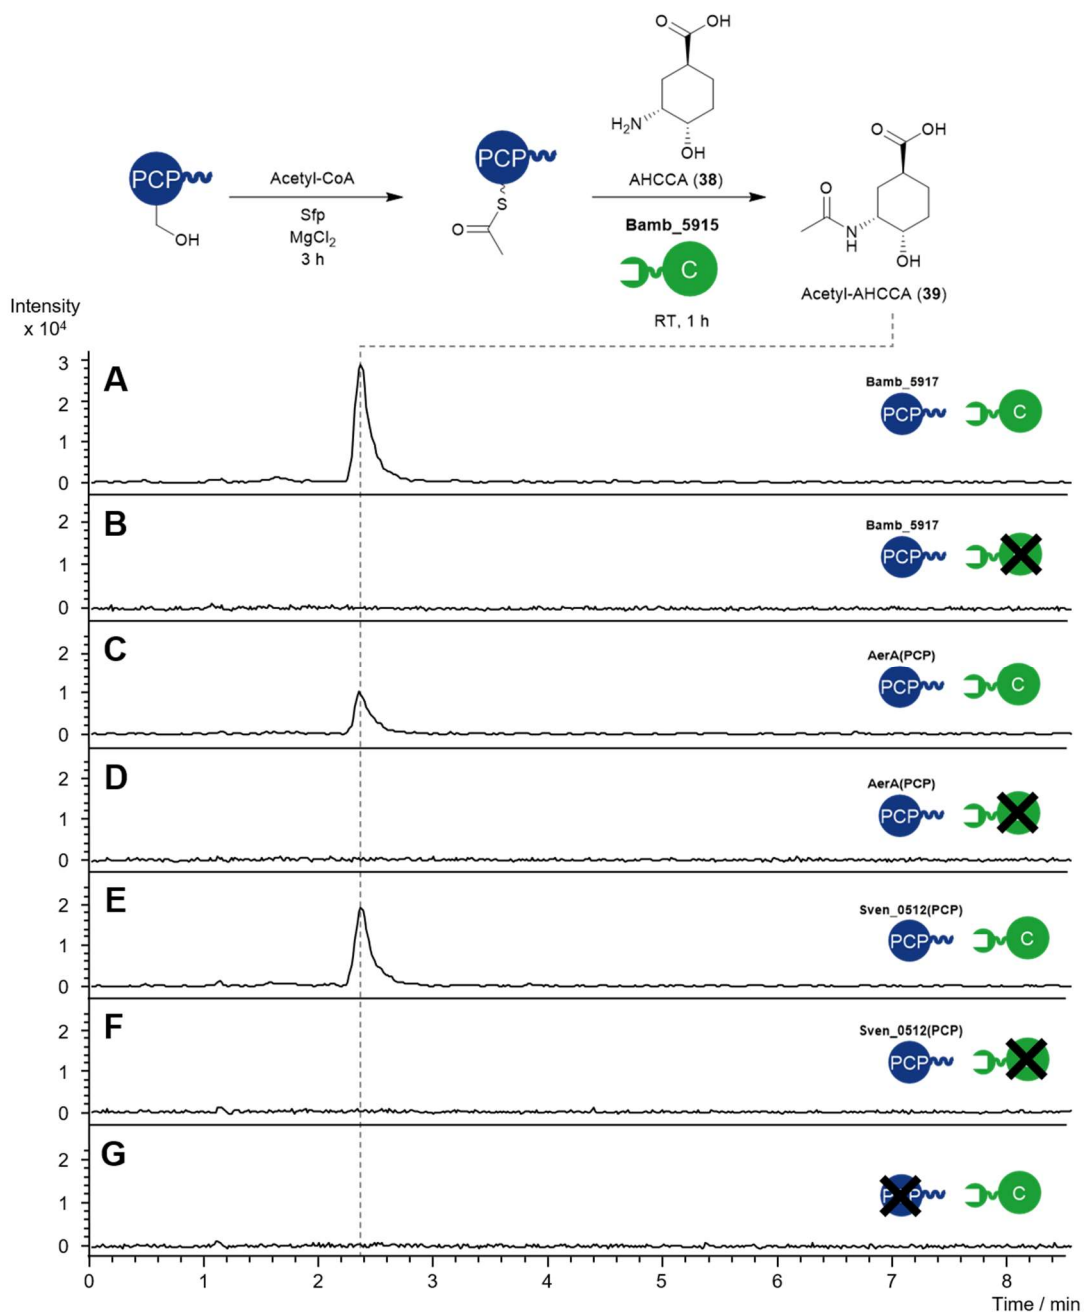 O
OH
H₂N
OH
AHCCA (38)
PCP
OH
Acetyl-CoA
Sfp
MgCl₂
3 h
PCP
S
O
Bamb_5915
C
RT, 1 h
O
OH
O
N
H
OH
Acetyl-AHCCA (39)
Intensity
x 10⁴
A
3
2
1
0
Bamb_5917
PCP
C
B
2
1
0
Bamb_5917
PCP
C
2
1
0
AerA(PCP)
PCP
C
D
2
1
0
AerA(PCP)
PCP
E
2
1
0
Sven_0512(PCP)
PCP
C
F
2
1
0
Sven_0512(PCP)
PCP
G
2
1
0
C
0 1 2 3 4 5 6 7 8
Time / min